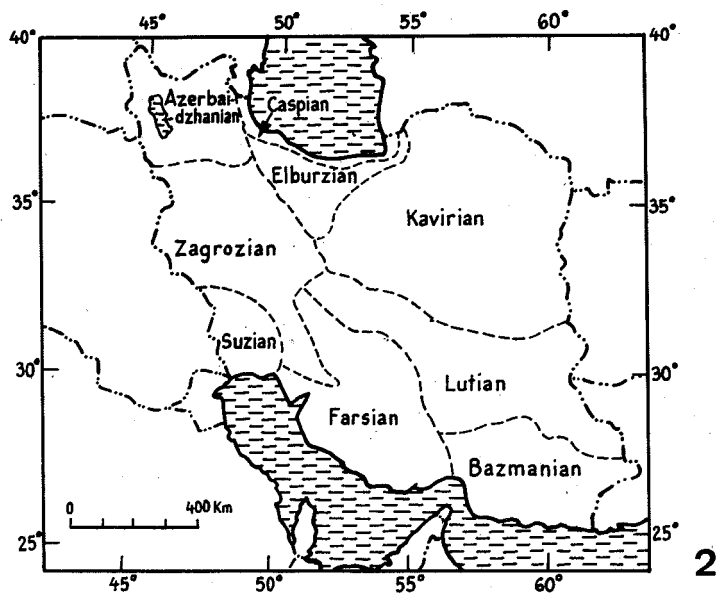 45° 50° 55° 60°
40° 40°
Azerbai-
dzhanian
Caspian
Elburzian
35° 35°
Kavirian
Zagrozian
Suzian
30° 30°
Lutian
Farsian
Bazmanian
0 400 Km
25° 25°
45° 50° 55° 60°
2